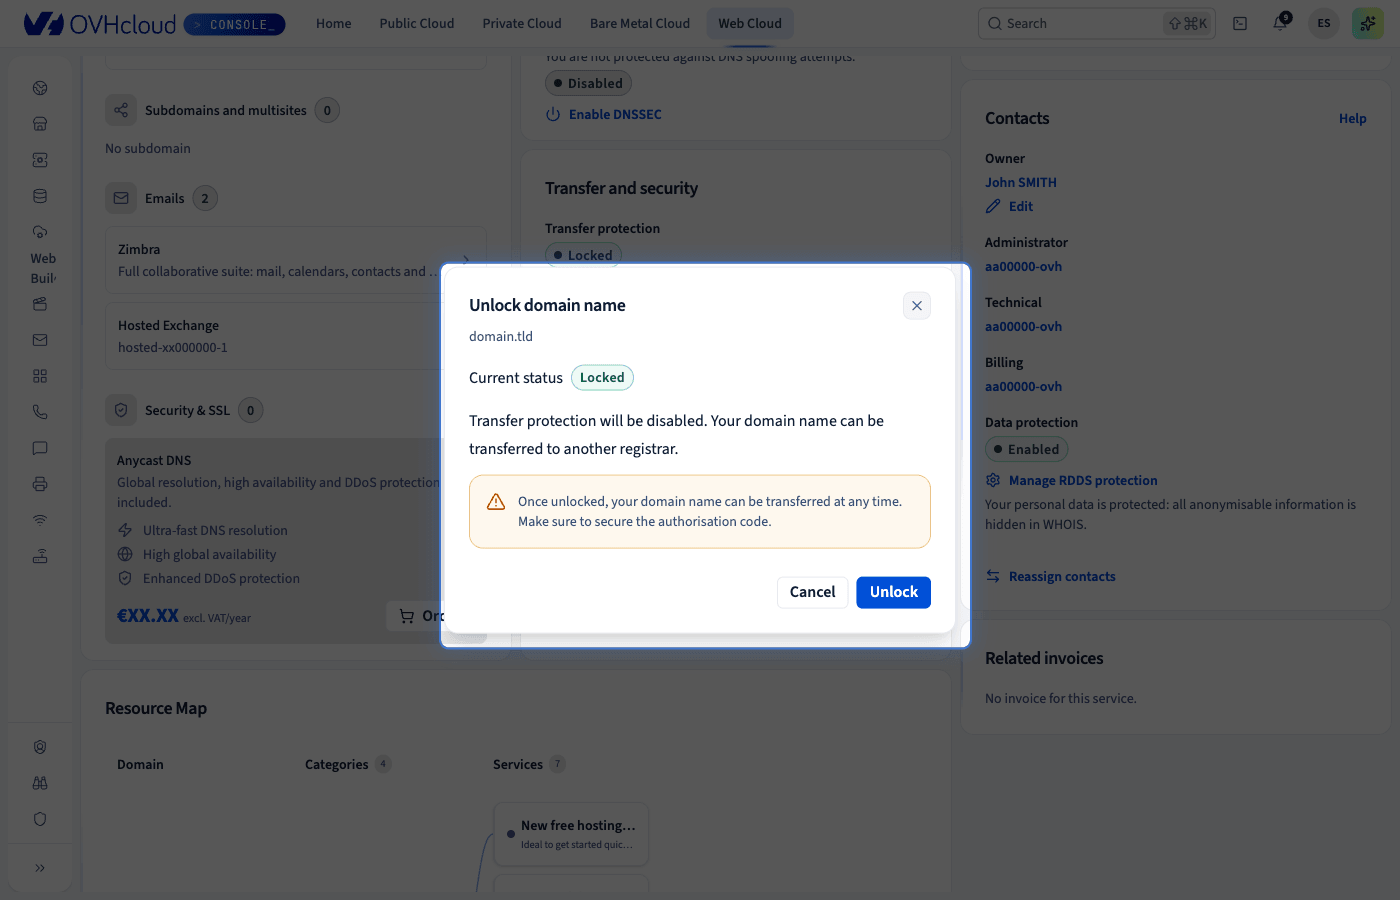 OVHcloud
> CONSOLE_
Home
Public Cloud
Private Cloud
Bare Metal Cloud
Web Cloud
Search
⇧⌘K
9
ES
Web
Subdomains and multisites
0
No subdomain
Emails
2
Zimbra
Full collaborative suite: mail, calendars, contacts and …
Hosted Exchange
hosted-xx000000-1
Security & SSL
0
Anycast DNS
Global resolution, high availability and DDoS protection
included.
Ultra-fast DNS resolution
High global availability
Enhanced DDoS protection
€XX.XX excl. VAT/year
You are not protected against DNS spoofing attempts.
Disabled
Enable DNSSEC
Transfer and security
Transfer protection
Locked
Unlock domain name
domain.tld
Current status
Locked
Transfer protection will be disabled. Your domain name can be
transferred to another registrar.
Once unlocked, your domain name can be transferred at any time.
Make sure to secure the authorisation code.
Cancel
Unlock
Contacts
Help
Owner
John SMITH
Edit
Administrator
aa00000-ovh
Technical
aa00000-ovh
Billing
aa00000-ovh
Data protection
Enabled
Manage RDDS protection
Your personal data is protected: all anonymisable information is
hidden in WHOIS.
Reassign contacts
Related invoices
No invoice for this service.
Resource Map
Domain
Categories
4
Services
7
New free hosting…
Ideal to get started quic…